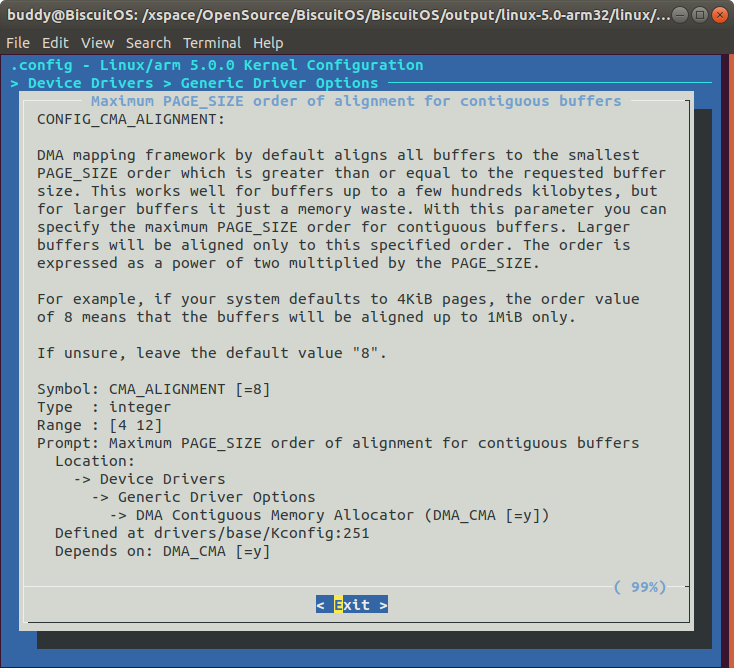 buddy@BiscuitOS: /xspace/OpenSource/BiscuitOS/BiscuitOS/output/linux-5.0-arm32/linux/...
File Edit View Search Terminal Help
.config - Linux/arm 5.0.0 Kernel Configuration
> Device Drivers > Generic Driver Options
Maximum PAGE_SIZE order of alignment for contiguous buffers
CONFIG_CMA_ALIGNMENT:
DMA mapping framework by default aligns all buffers to the smallest
PAGE_SIZE order which is greater than or equal to the requested buffer
size. This works well for buffers up to a few hundreds kilobytes, but
for larger buffers it just a memory waste. With this parameter you can
specify the maximum PAGE_SIZE order for contiguous buffers. Larger
buffers will be aligned only to this specified order. The order is
expressed as a power of two multiplied by the PAGE_SIZE.
For example, if your system defaults to 4KiB pages, the order value
of 8 means that the buffers will be aligned up to 1MiB only.
If unsure, leave the default value "8".
Symbol: CMA_ALIGNMENT [=8]
Type  : integer
Range : [4 12]
Prompt: Maximum PAGE_SIZE order of alignment for contiguous buffers
Location:
-> Device Drivers
-> Generic Driver Options
-> DMA Contiguous Memory Allocator (DMA_CMA [=y])
Defined at drivers/base/Kconfig:251
Depends on: DMA_CMA [=y]
( 99%)
< Exit >